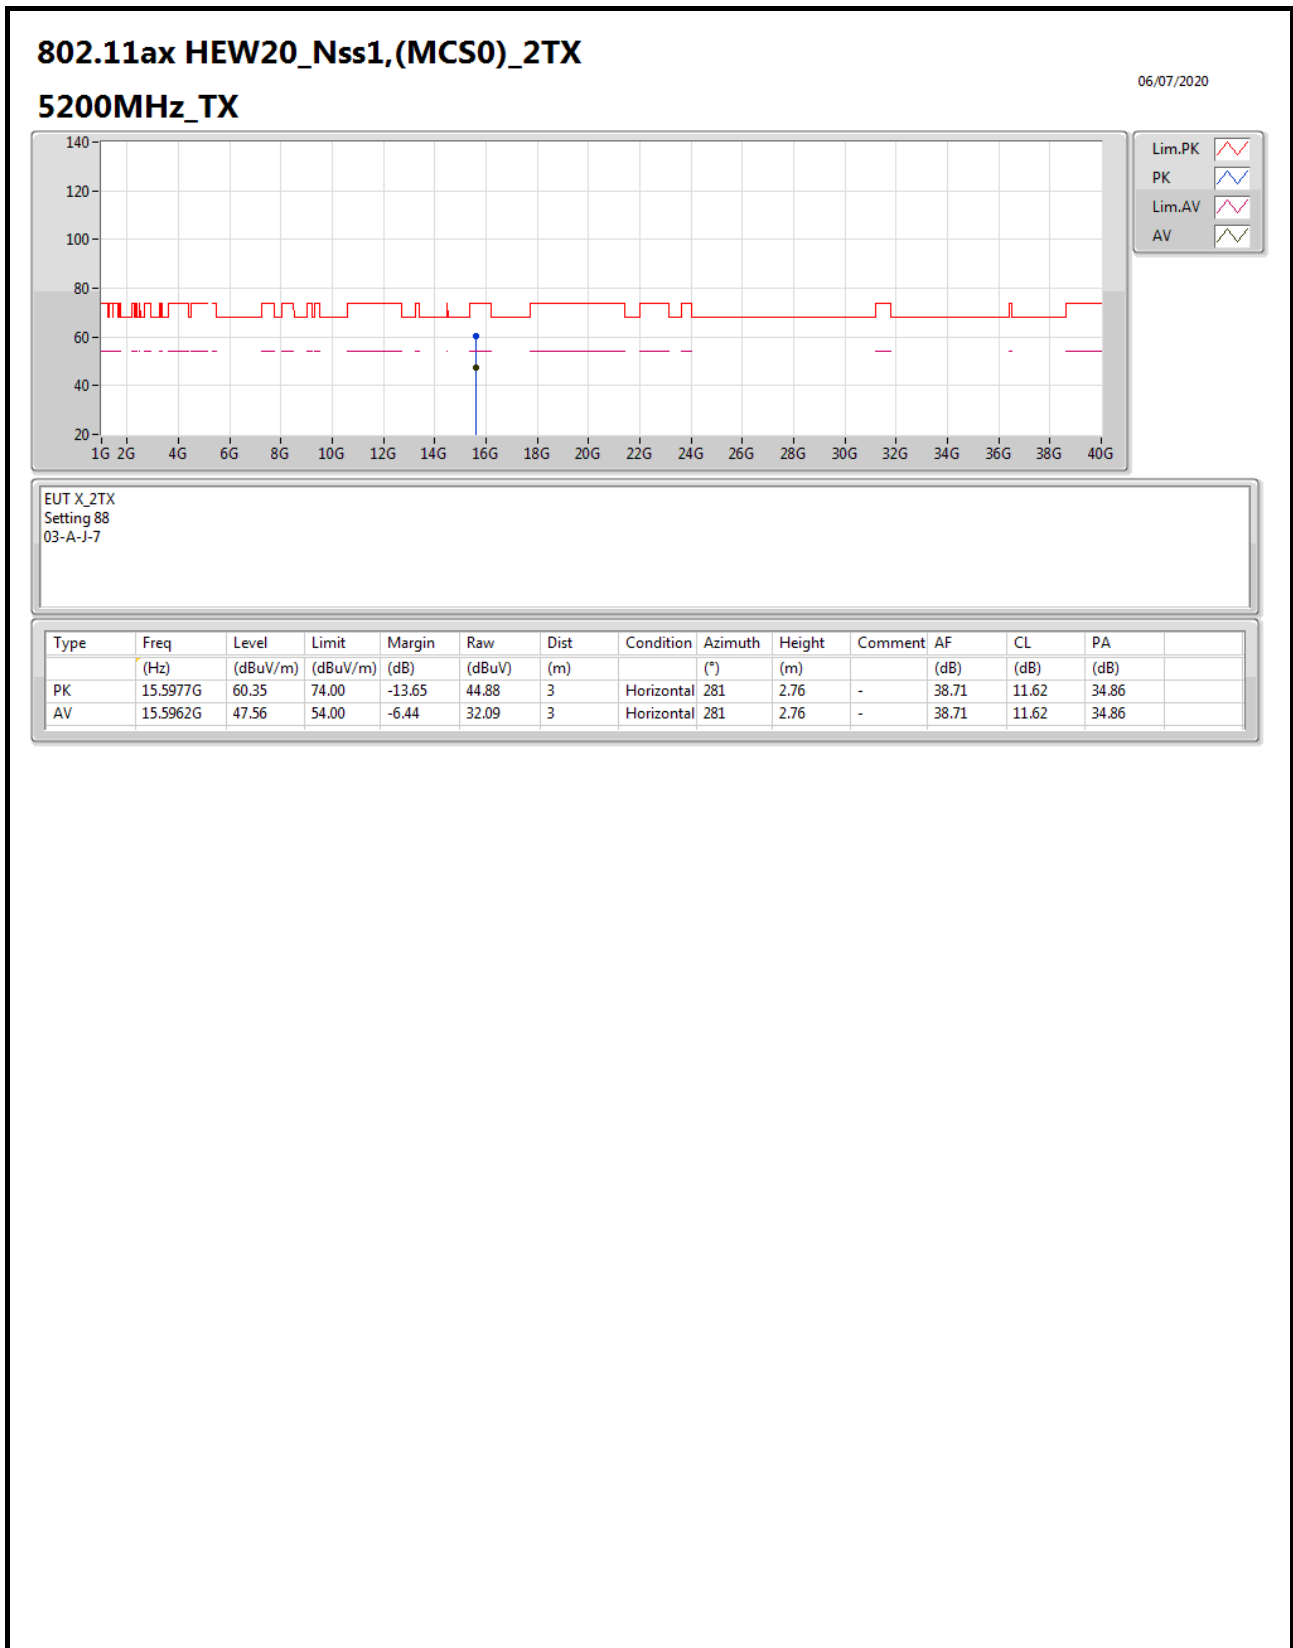 802.11ax HEW20_Nss1,(MCS0)_2TX
06/07/2020
5200MHz_TX
140
120
100
80
60
40
20
1G 2G 4G 6G 8G 10G 12G 14G 16G 18G 20G 22G 24G 26G 28G 30G 32G 34G 36G 38G 40G
Lim.PK
PK
Lim.AV
AV
EUT X_2TX
Setting 88
03-A-J-7
Type Freq Level Limit Margin Raw Dist Condition Azimuth Height Comment AF CL PA
(Hz) (dBuV/m) (dBuV/m) (dB) (dBuV) (m) (°) (m) (dB) (dB) (dB)
PK 15.5977G 60.35 74.00 -13.65 44.88 3 Horizontal 281 2.76 - 38.71 11.62 34.86
AV 15.5962G 47.56 54.00 -6.44 32.09 3 Horizontal 281 2.76 - 38.71 11.62 34.86